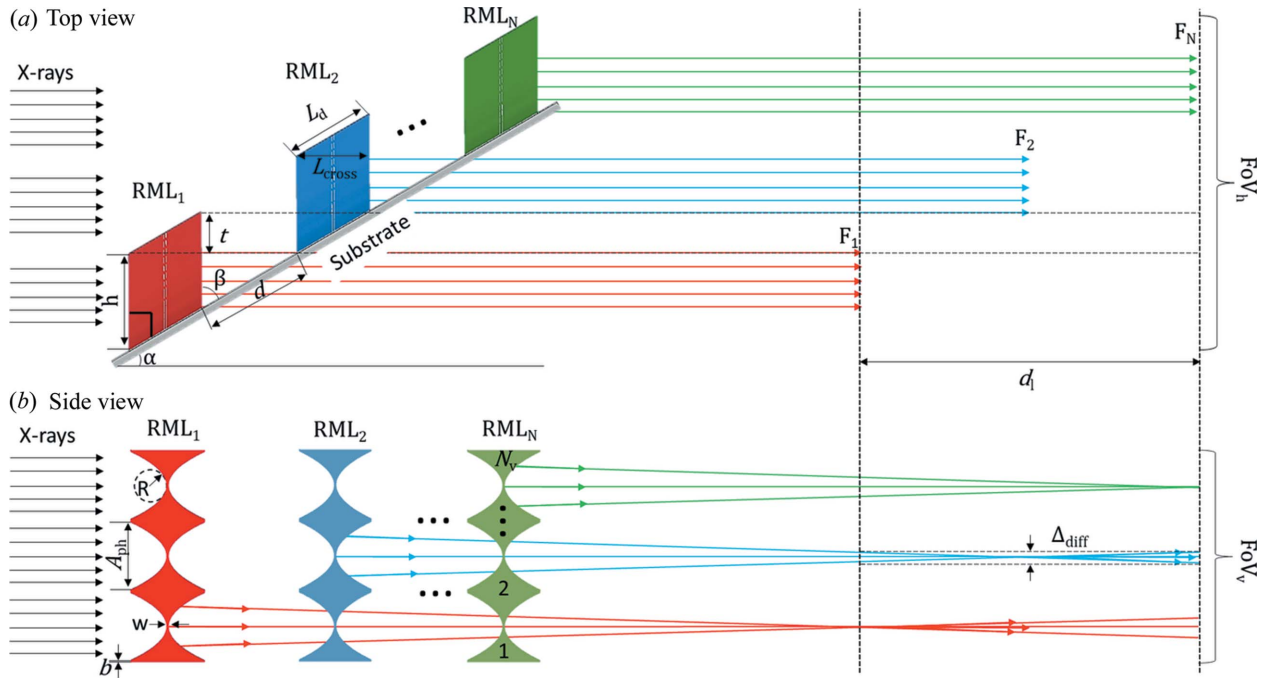 (a) Top view
RML_N
F_N
X-rays
RML_2
L_d
F_2
L_cross
RML_1
FoV_h
t
F_1
Substrate
h
β
d
α
d_l
(b) Side view
X-rays
RML_1
RML_2
RML_N
N_v
R
A_ph
Δ_diff
FoV_v
2
w
1
b